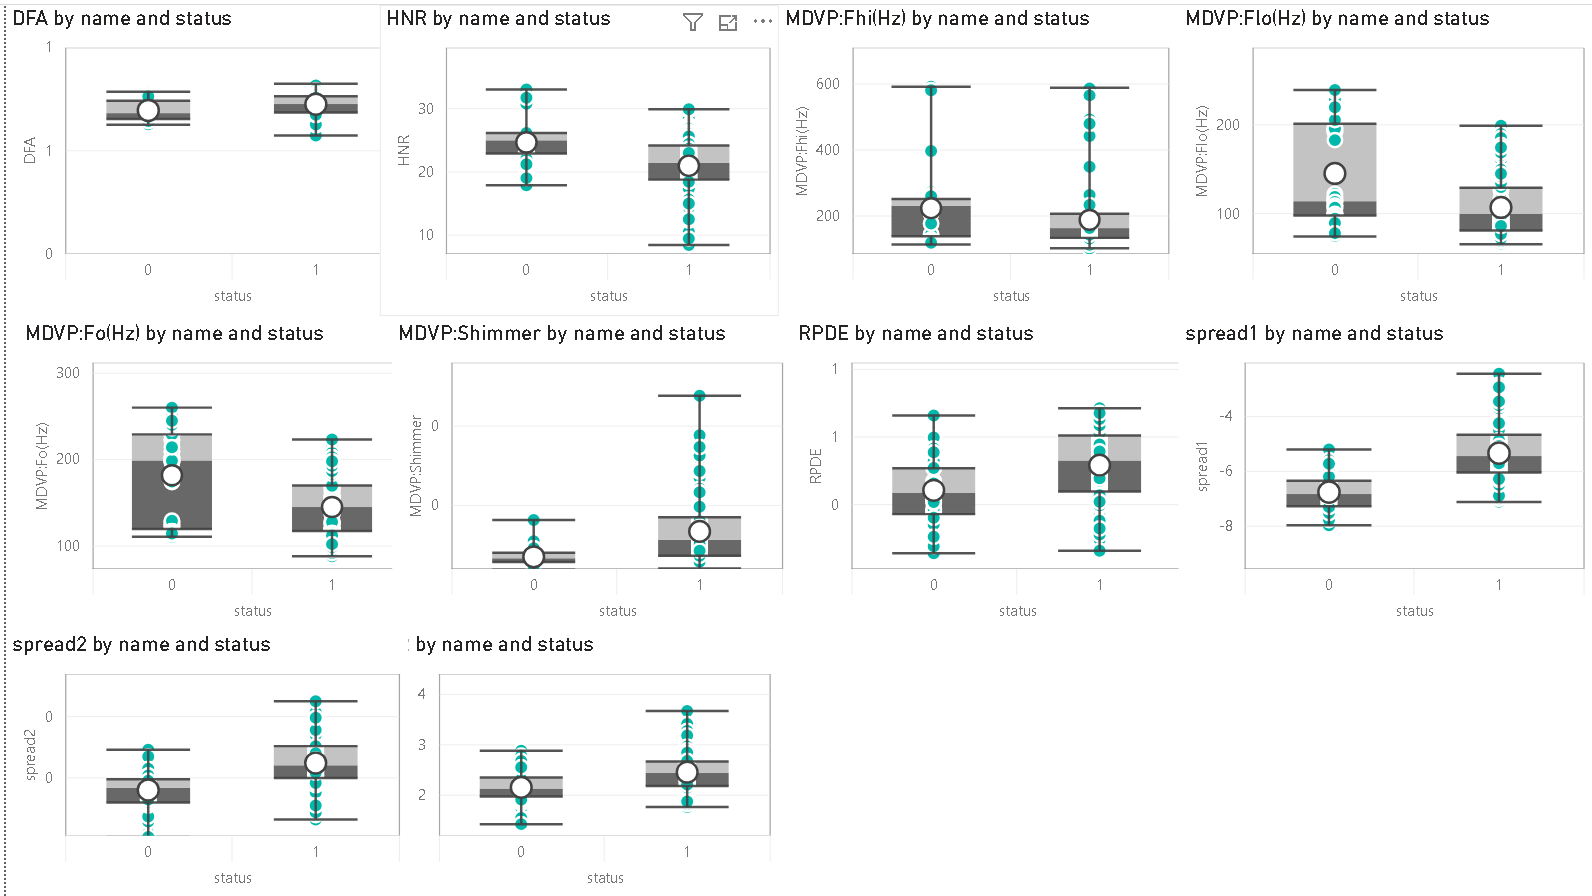 DFA by name and status
1
1
0
DFA
0
1
status
HNR by name and status
30
20
10
HNR
0
1
status
MDVP:Fhi(Hz) by name and status
600
400
200
MDVP:Fhi(Hz)
0
1
status
MDVP:Flo(Hz) by name and status
200
100
MDVP:Flo(Hz)
0
1
status
MDVP:Fo(Hz) by name and status
300
200
100
MDVP:Fo(Hz)
0
1
status
MDVP:Shimmer by name and status
0
0
MDVP:Shimmer
0
1
status
RPDE by name and status
1
1
0
RPDE
0
1
status
spread1 by name and status
-4
-6
-8
spread1
0
1
status
spread2 by name and status
0
0
spread2
0
1
status
by name and status
4
3
2
0
1
status